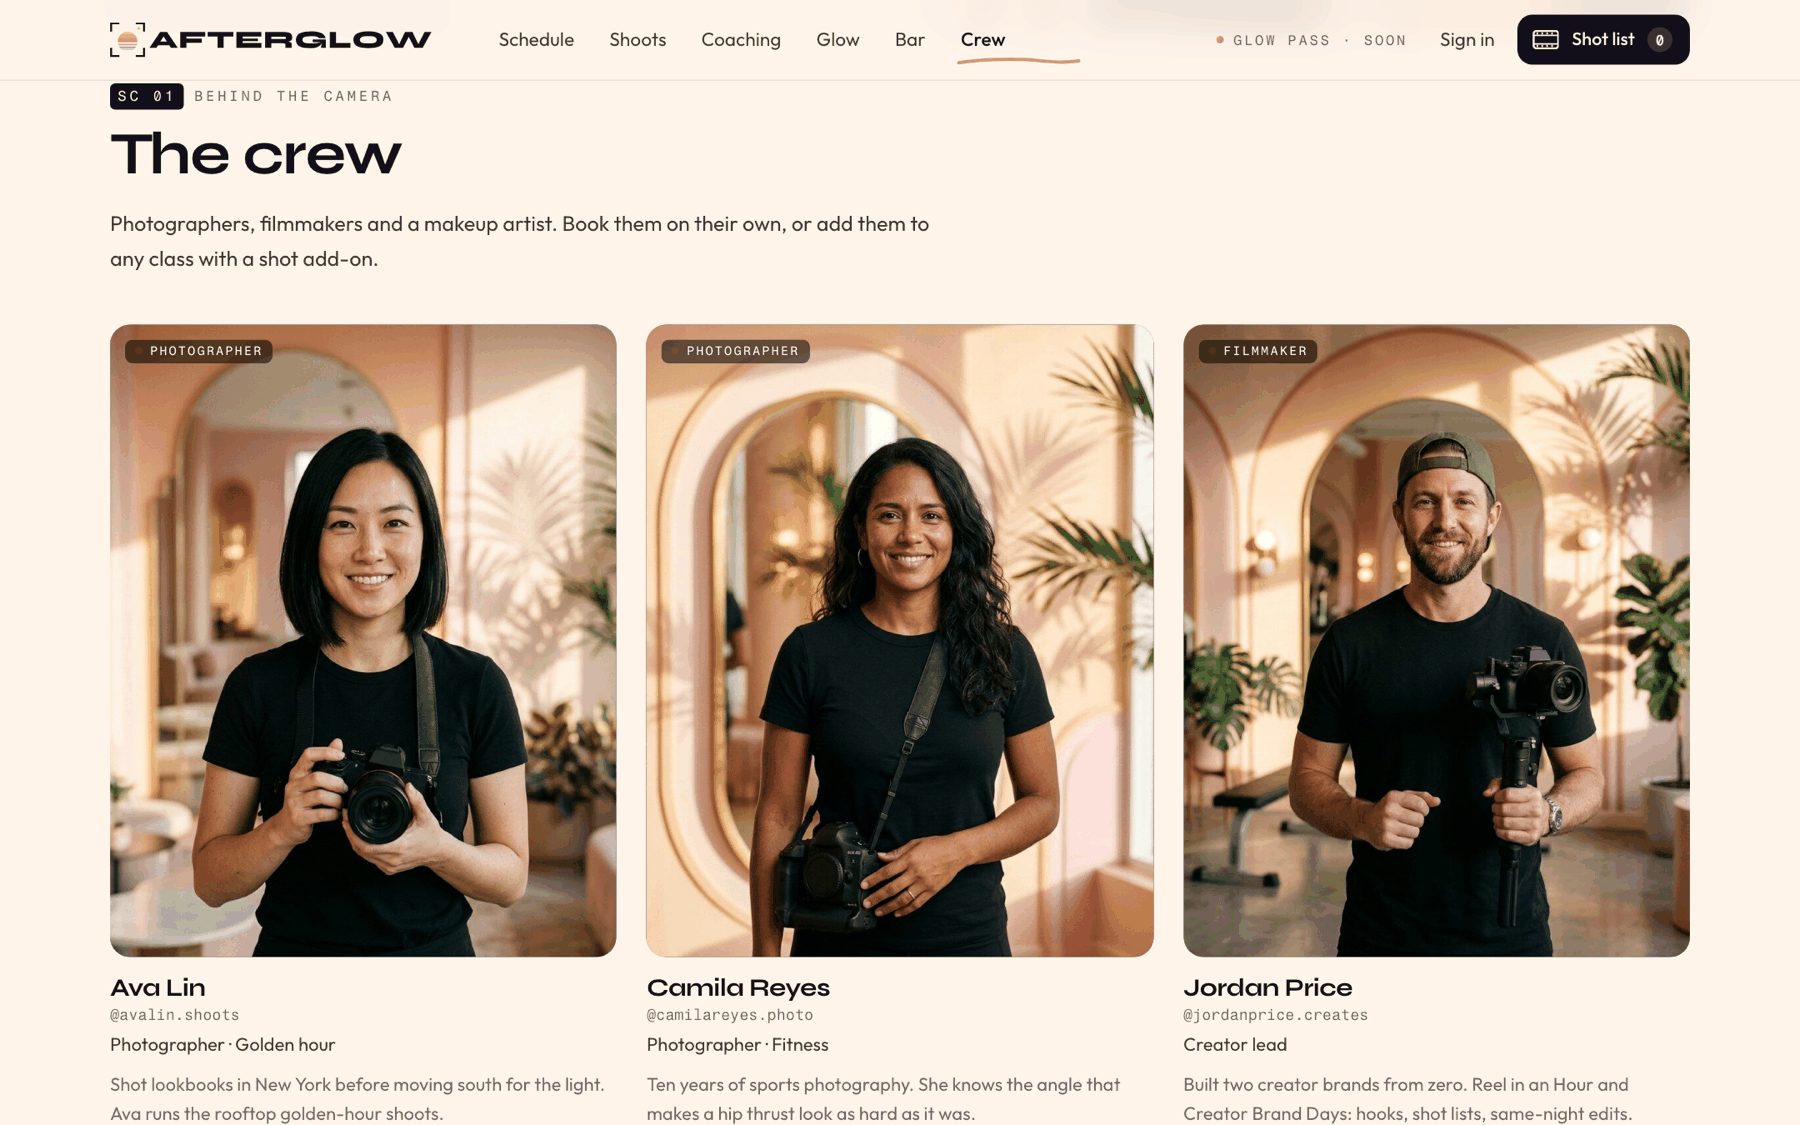 AFTERGLOW
Schedule Shoots Coaching Glow Bar Crew
GLOW PASS · SOON
Sign in
Shot list 0
SC 01 BEHIND THE CAMERA
The crew
Photographers, filmmakers and a makeup artist. Book them on their own, or add them to
any class with a shot add-on.
PHOTOGRAPHER
PHOTOGRAPHER
FILMMAKER
Ava Lin
@avalin.shoots
Photographer · Golden hour
Shot lookbooks in New York before moving south for the light.
Ava runs the rooftop golden-hour shoots.
Camila Reyes
@camilareyes.photo
Photographer · Fitness
Ten years of sports photography. She knows the angle that
makes a hip thrust look as hard as it was.
Jordan Price
@jordanprice.creates
Creator lead
Built two creator brands from zero. Reel in an Hour and
Creator Brand Days: hooks, shot lists, same-night edits.